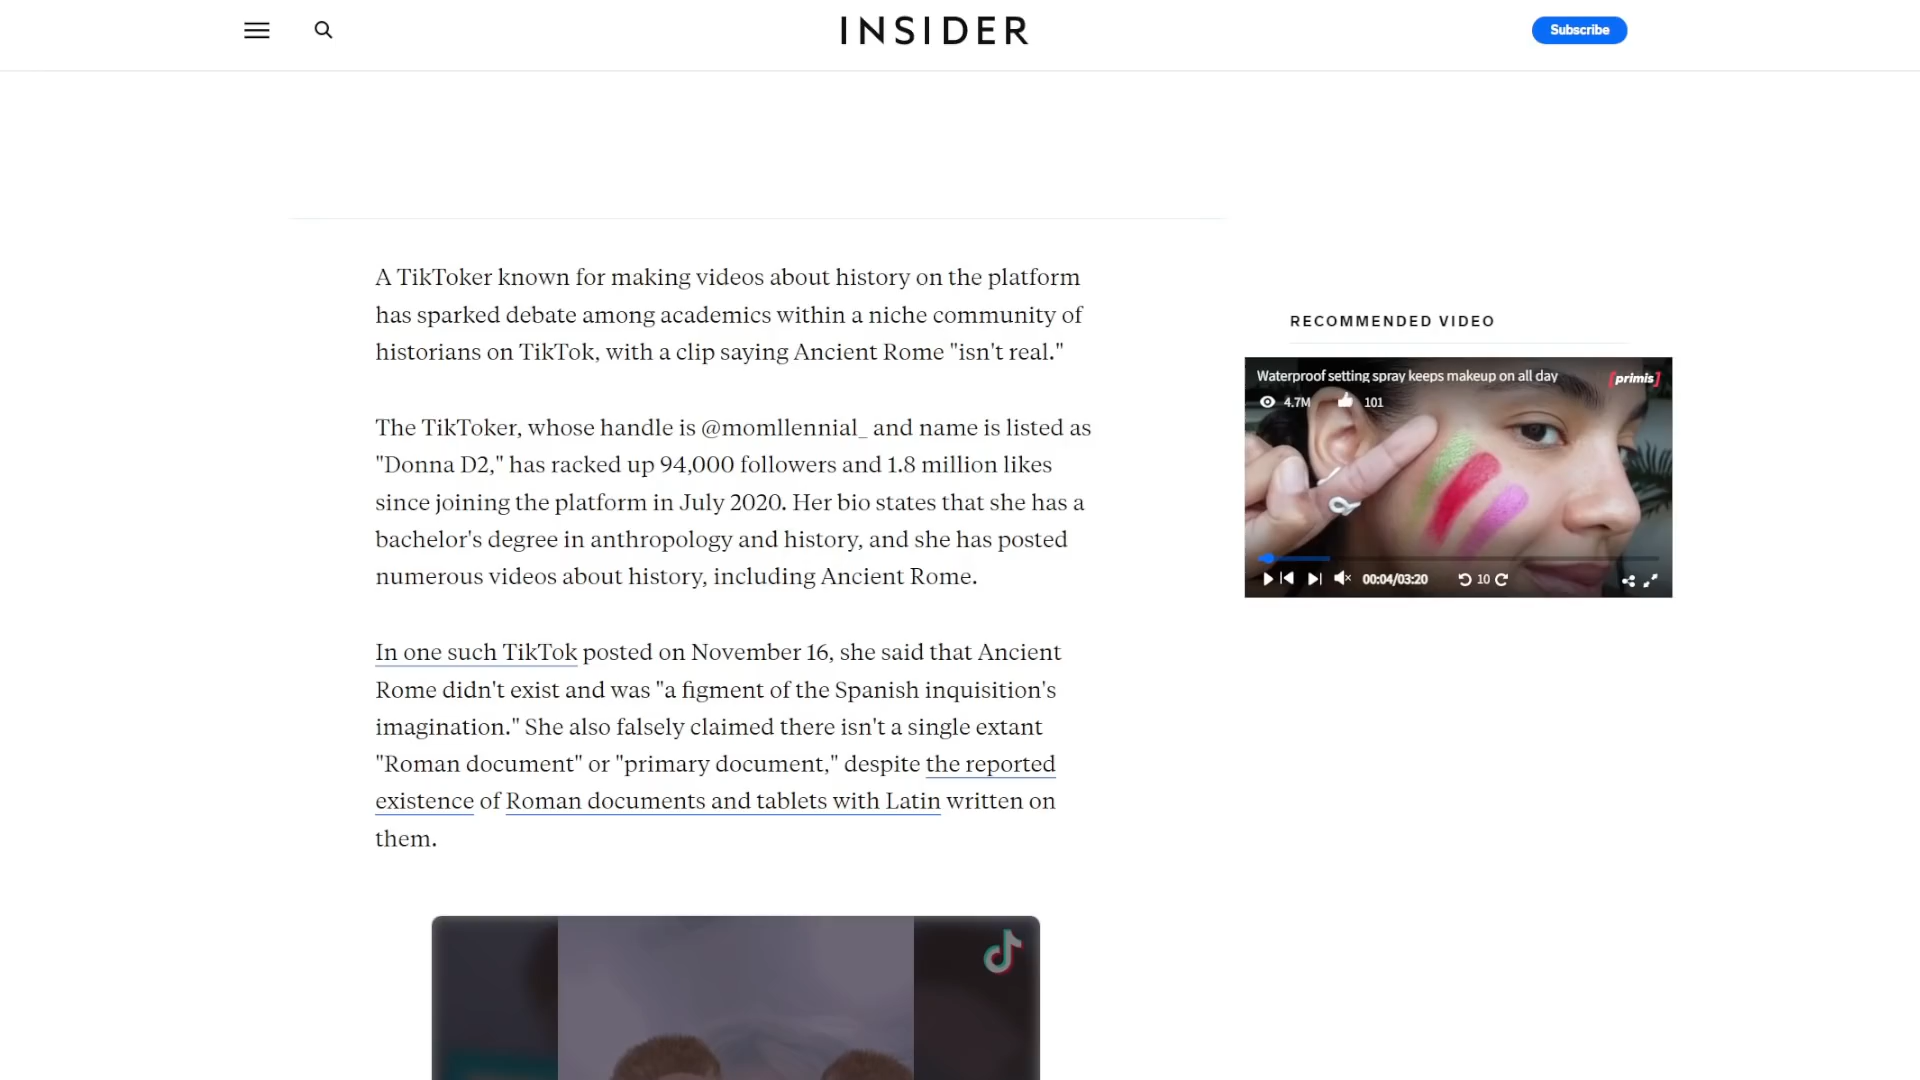 INSIDER
Subscribe
A TikToker known for making videos about history on the platform
has sparked debate among academics within a niche community of
historians on TikTok, with a clip saying Ancient Rome "isn't real."
The TikToker, whose handle is @momllennial_ and name is listed as
"Donna D2," has racked up 94,000 followers and 1.8 million likes
since joining the platform in July 2020. Her bio states that she has a
bachelor's degree in anthropology and history, and she has posted
numerous videos about history, including Ancient Rome.
In one such TikTok posted on November 16, she said that Ancient
Rome didn't exist and was "a figment of the Spanish inquisition's
imagination." She also falsely claimed there isn't a single extant
"Roman document" or "primary document," despite the reported
existence of Roman documents and tablets with Latin written on
them.
RECOMMENDED VIDEO
Waterproof setting spray keeps makeup on all day
[primis]
4.7M 101
00:04/03:20 10